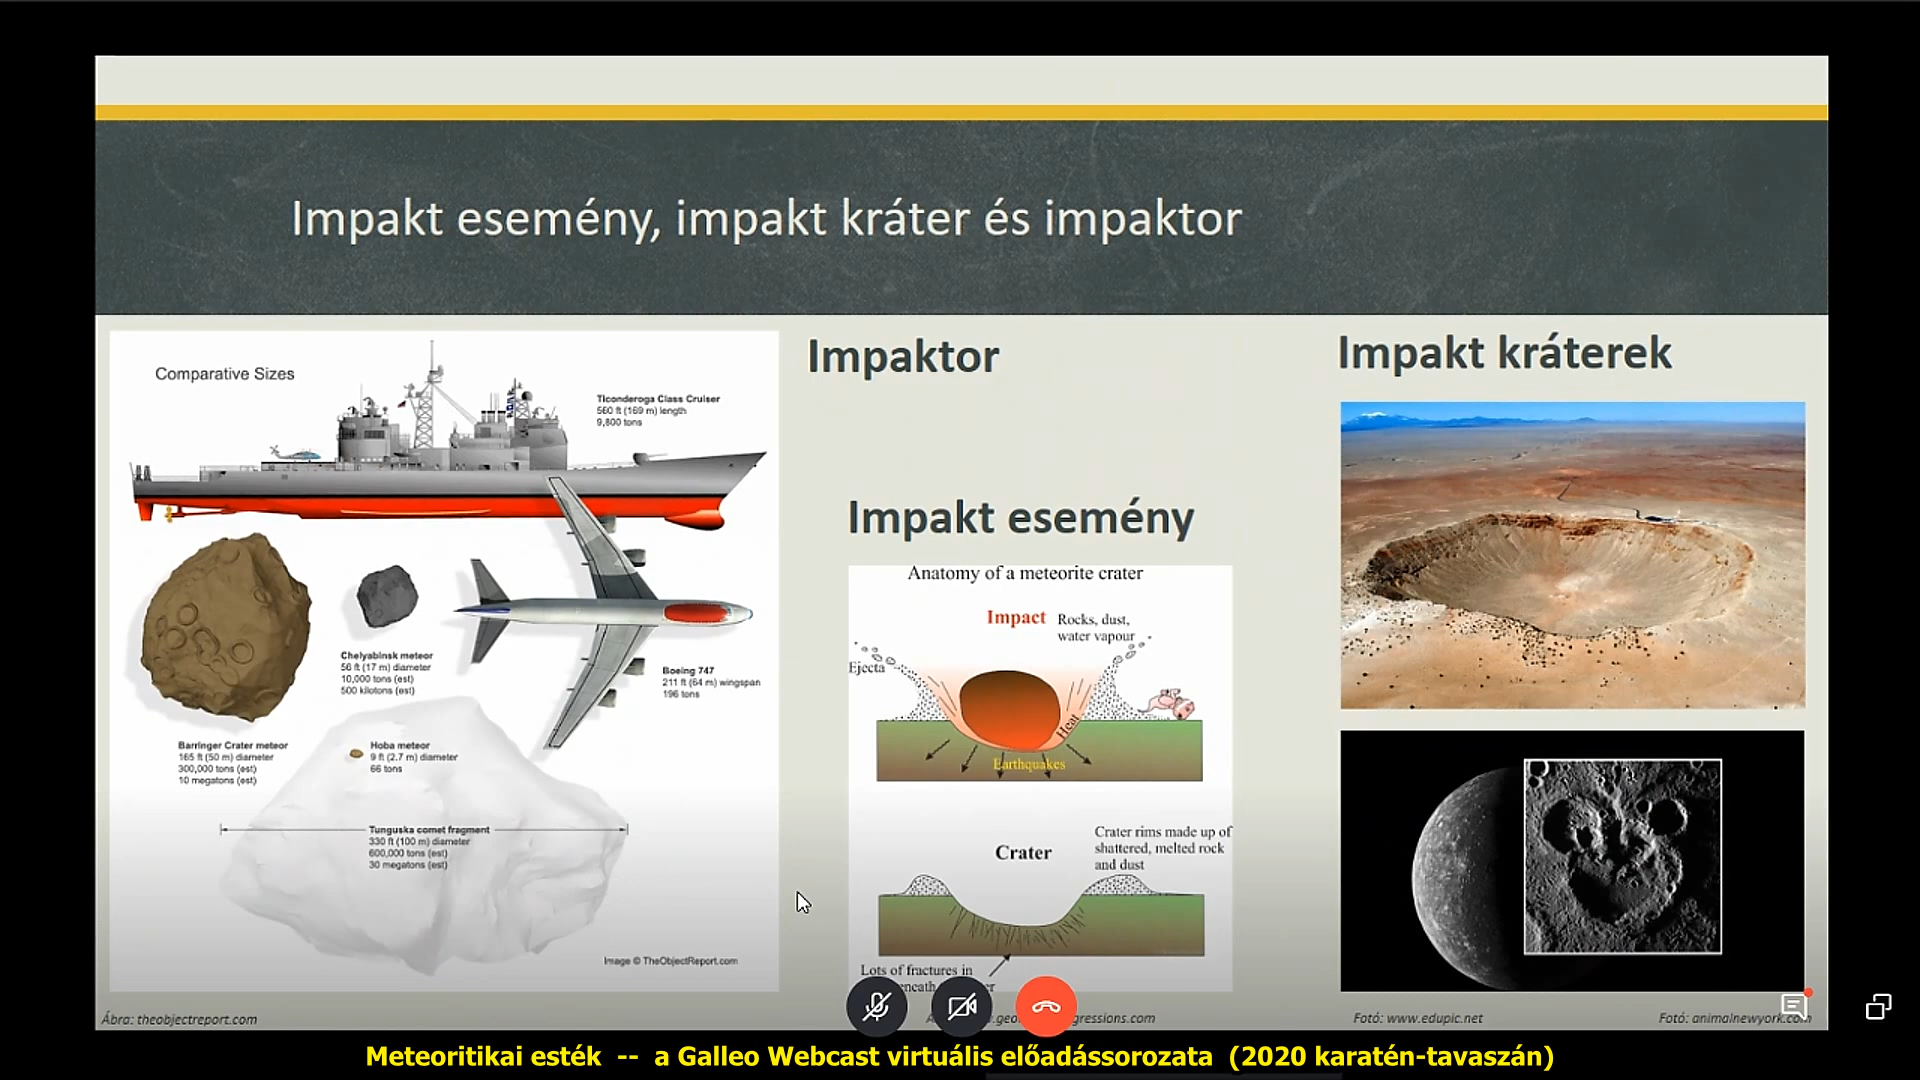 Impakt esemény, impakt kráter és impaktor
Comparative Sizes
Ticonderoga Class Cruiser
560 ft (169 m) length
9,800 tons
Chelyabinsk meteor
56 ft (17 m) diameter
10,000 tons (est)
500 kilotons (est)
Boeing 747
211 ft (64 m) wingspan
196 tons
Barringer Crater meteor
165 ft (50 m) diameter
300,000 tons (est)
10 megatons (est)
Hoba meteor
9 ft (2.7 m) diameter
66 tons
Tunguska comet fragment
330 ft (100 m) diameter
600,000 tons (est)
30 megatons (est)
Image © TheObjectReport.com
Ábra: theobjectreport.com
Impaktor
Impakt esemény
Anatomy of a meteorite crater
Impact
Rocks, dust,
water vapour
Ejecta
Heat
Earthquakes
Crater
Crater rims made up of
shattered, melted rock
and dust
Lots of fractures in
Impakt kráterek
Fotó: www.edupic.net
Fotó: animalnewyork.com
Meteoritikai esték -- a Galleo Webcast virtuális előadássorozata (2020 karatén-tavaszán)